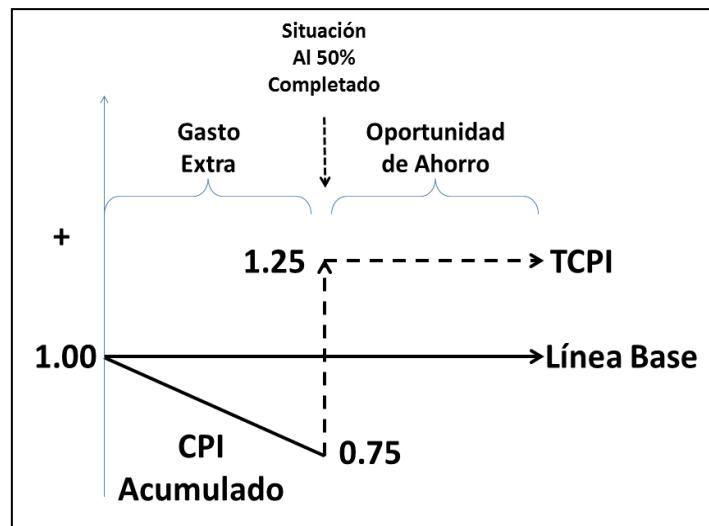 Situación
Al 50%
Completado
Gasto
Extra
Oportunidad
de Ahorro
+
1.25
TCPI
1.00
Línea Base
0.75
CPI
Acumulado